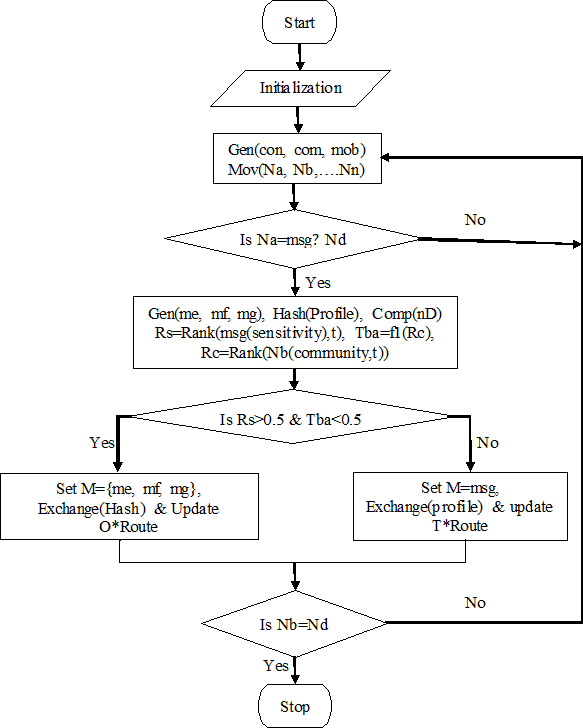 Start
Initialization
Gen(con, com, mob)
Mov(Na, Nb,….Nn)
No
Is Na=msg? Nd
Yes
Gen(me, mf, mg), Hash(Profile), Comp(nD)
Rs=Rank(msg(sensitivity),t), Tba=f1(Rc),
Rc=Rank(Nb(community,t))
Is Rs>0.5 & Tba<0.5
Yes
No
Set M={me, mf, mg},
Exchange(Hash) & Update
O*Route
Set M=msg,
Exchange(profile) & update
T*Route
No
Is Nb=Nd
Yes
Stop